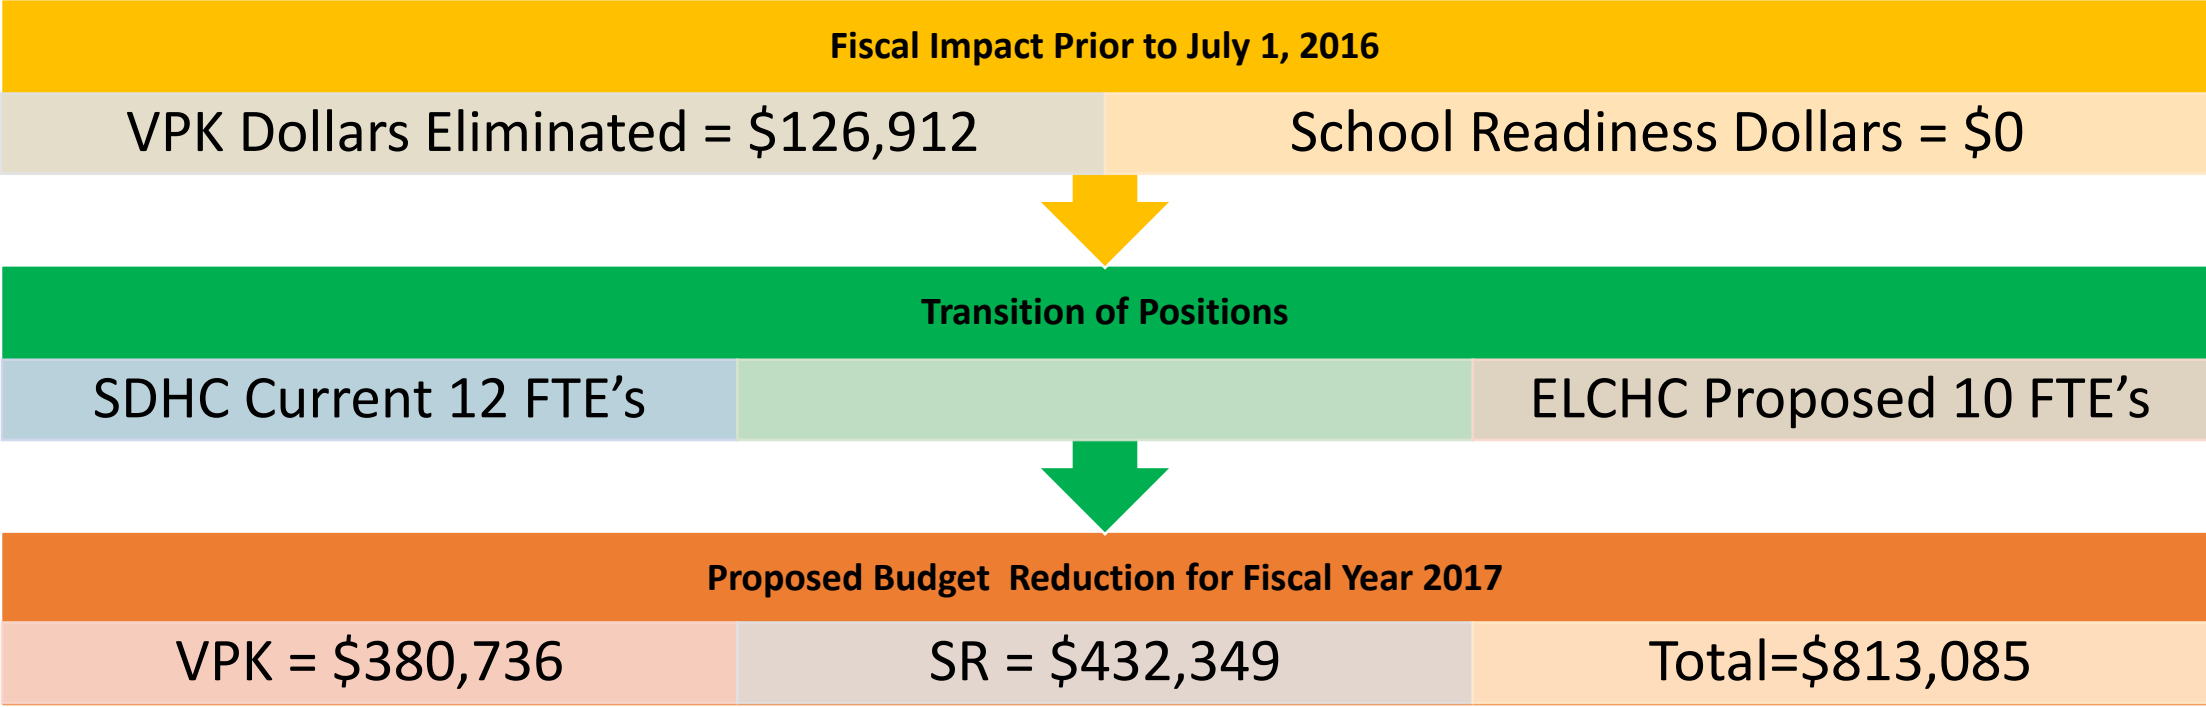 Fiscal Impact Prior to July 1, 2016
VPK Dollars Eliminated = $126,912
School Readiness Dollars = $0
Transition of Positions
SDHC Current 12 FTE’s
ELCHC Proposed 10 FTE’s
Proposed Budget  Reduction for Fiscal Year 2017
VPK = $380,736
SR = $432,349
Total=$813,085